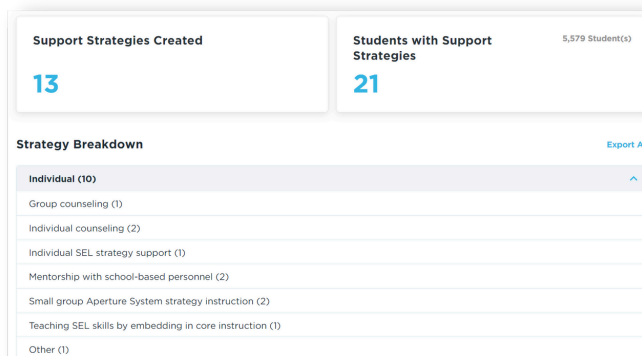 Support Strategies Created
13
Students with Support
Strategies
5,579 Student(s)
21
Strategy Breakdown
Export A
Individual (10)
Group counseling (1)
Individual counseling (2)
Individual SEL strategy support (1)
Mentorship with school-based personnel (2)
Small group Aperture System strategy instruction (2)
Teaching SEL skills by embedding in core instruction (1)
Other (1)